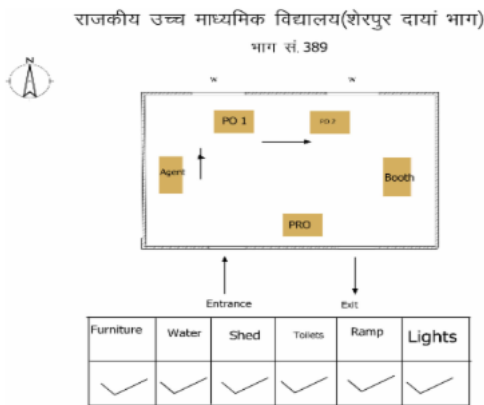 राजकीय उच्च माध्यमिक विद्यालय(शेरपुर दायां भाग)
भाग सं. 389
N
W W
PO 1 PO 2
Agent Booth
PRO
Entrance Exit
Furniture Water Shed Toilets Ramp Lights